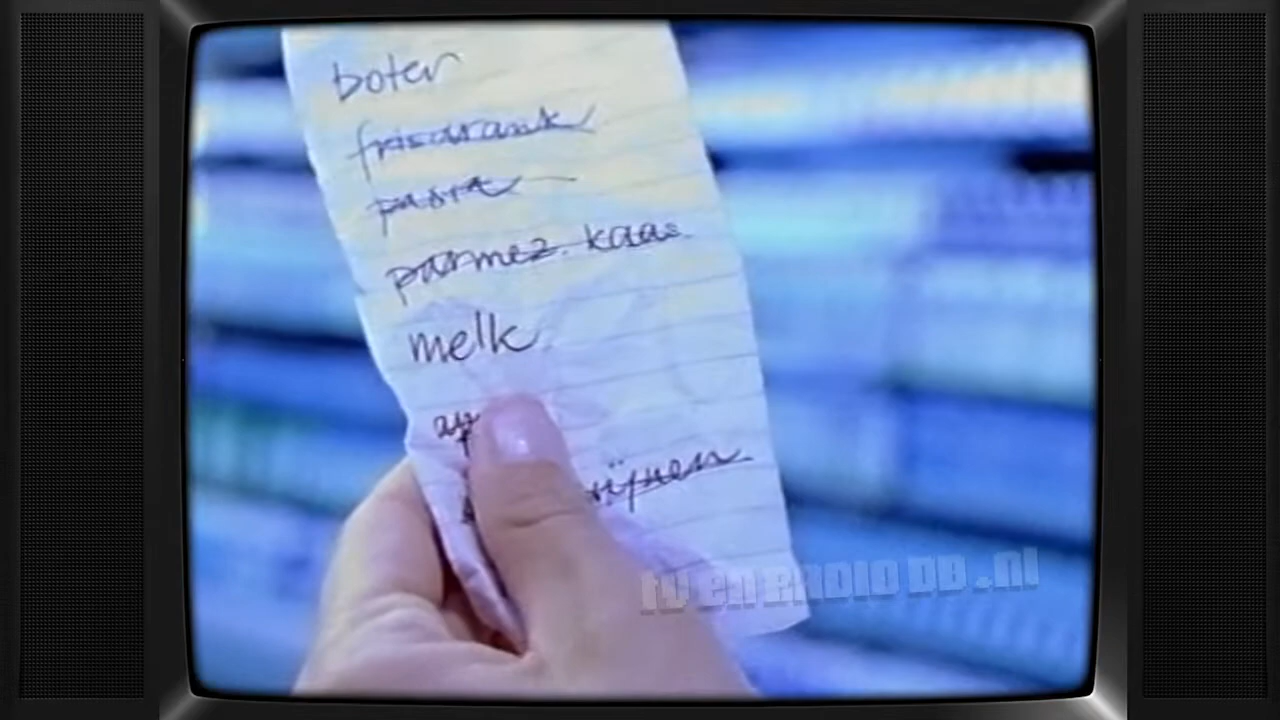 boter
frisdrank
pasta
parmez. kaas
melk
tv en radio db .nl